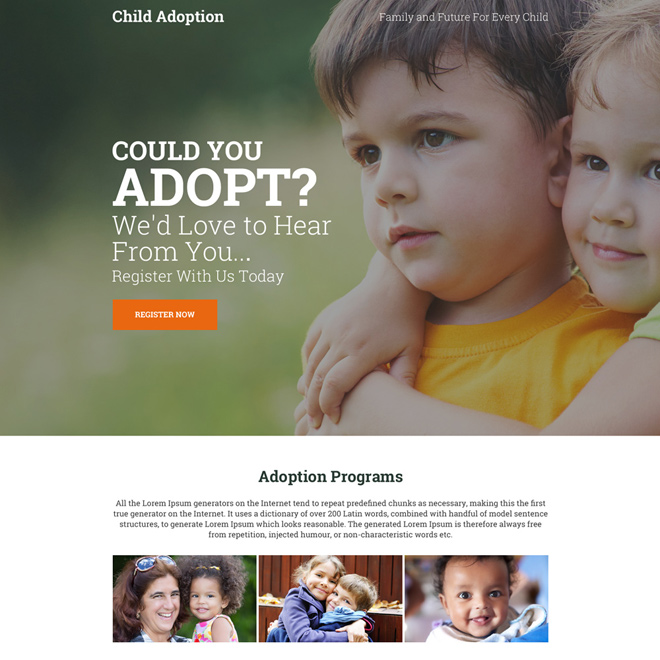 Child Adoption
Family and Future For Every Child
COULD YOU
ADOPT?
We'd Love to Hear
From You...
Register With Us Today
REGISTER NOW
Adoption Programs
All the Lorem Ipsum generators on the Internet tend to repeat predefined chunks as necessary, making this the first
true generator on the Internet. It uses a dictionary of over 200 Latin words, combined with handful of model sentence
structures, to generate Lorem Ipsum which looks reasonable. The generated Lorem Ipsum is therefore always free
from repetition, injected humour, or non-characteristic words etc.